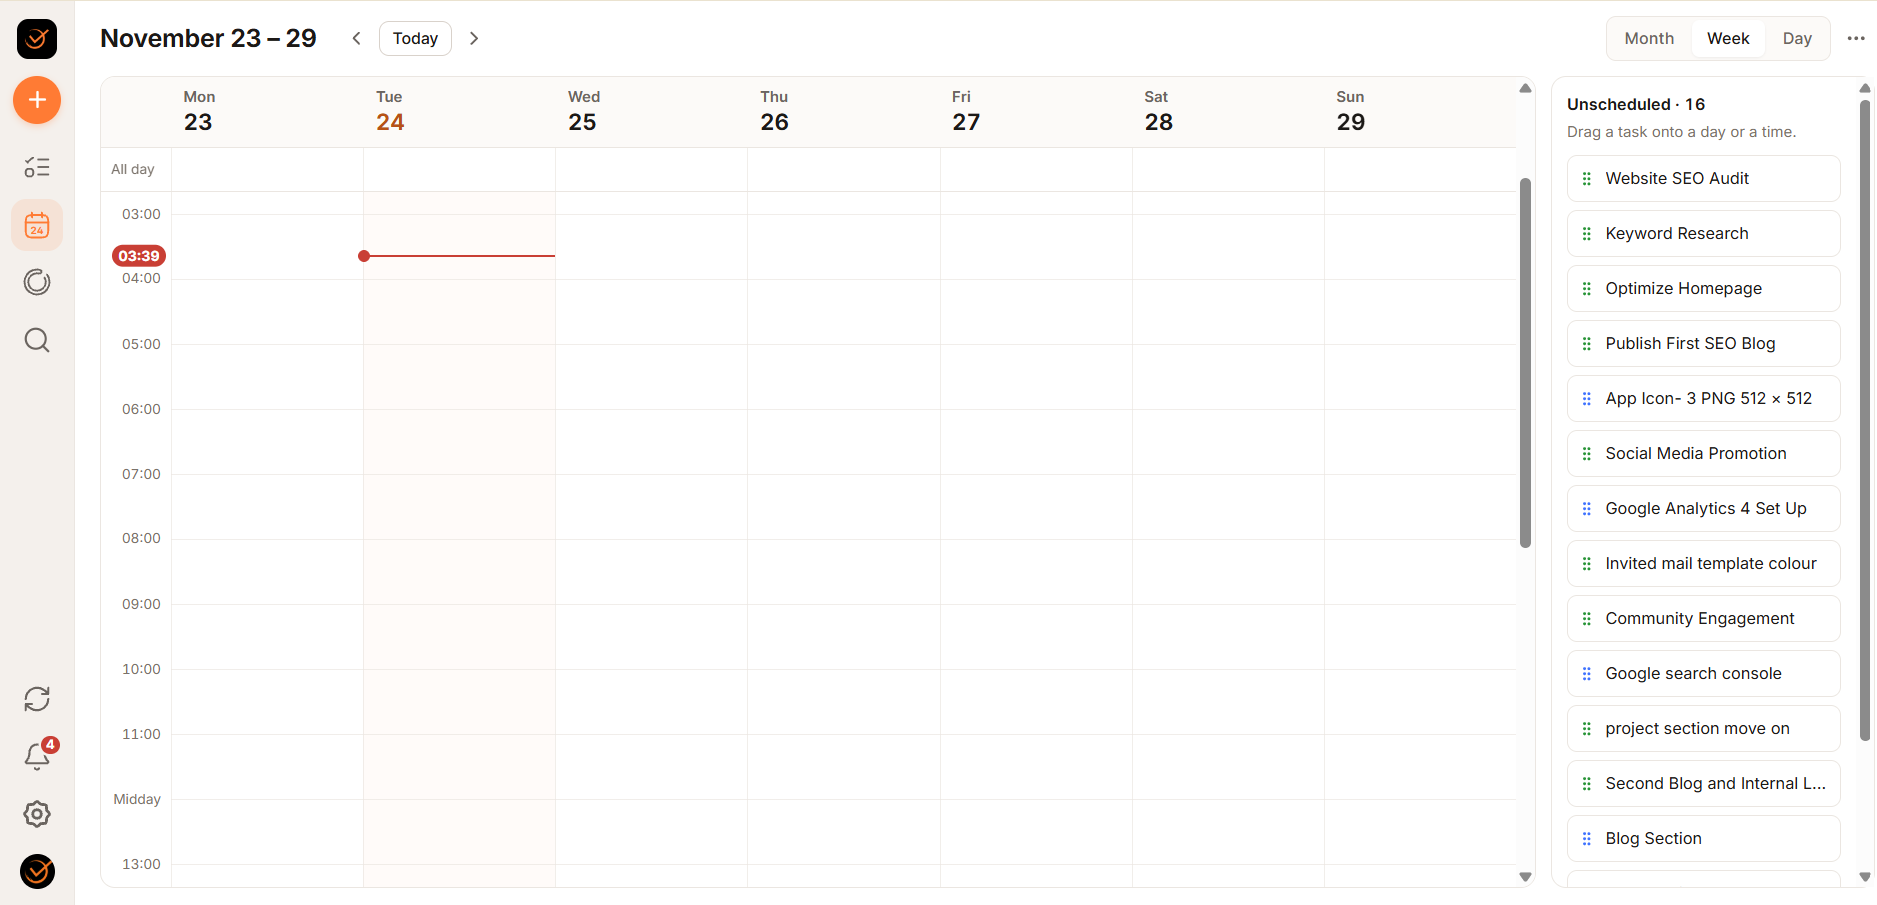 November 23 – 29
Today
Month
Week
Day
Mon
23
Tue
24
Wed
25
Thu
26
Fri
27
Sat
28
Sun
29
All day
03:00
03:39
04:00
05:00
06:00
07:00
08:00
09:00
10:00
11:00
Midday
13:00
24
4
Unscheduled · 16
Drag a task onto a day or a time.
Website SEO Audit
Keyword Research
Optimize Homepage
Publish First SEO Blog
App Icon- 3 PNG 512 × 512
Social Media Promotion
Google Analytics 4 Set Up
Invited mail template colour
Community Engagement
Google search console
project section move on
Second Blog and Internal L...
Blog Section